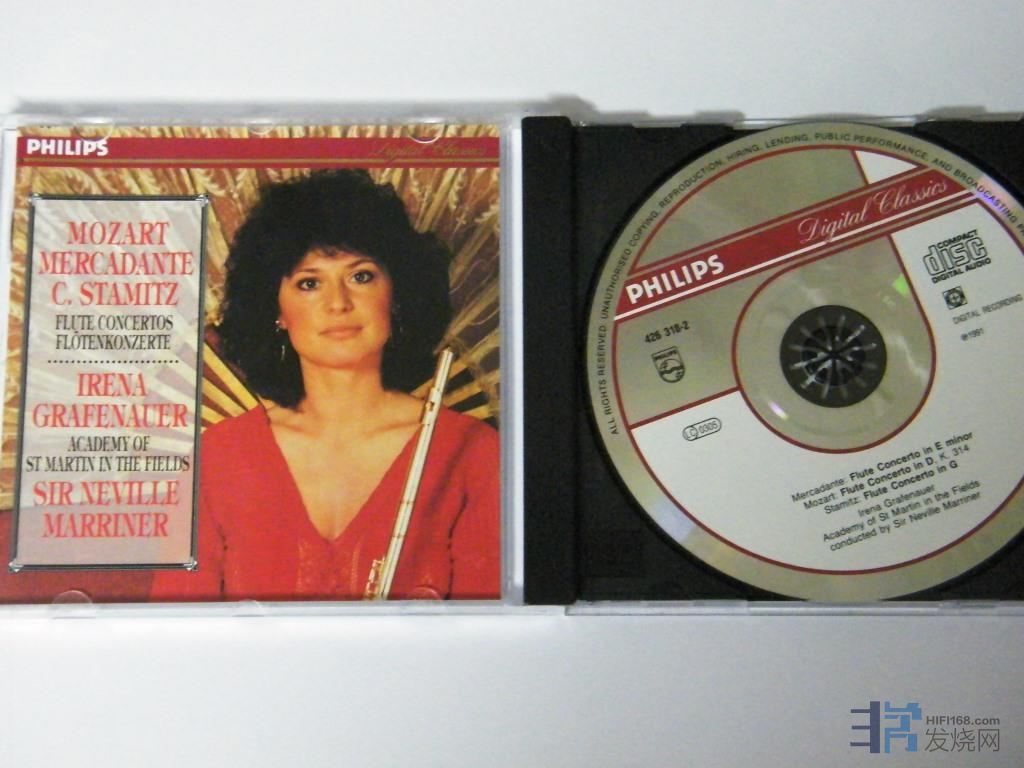 PHILIPS
Digital Classics
MOZART
MERCADANTE
C. STAMITZ
FLUTE CONCERTOS
FLÖTENKONZERTE
IRENA
GRAFENAUER
ACADEMY OF
ST MARTIN IN THE FIELDS
SIR NEVILLE
MARRINER
ALL RIGHTS RESERVED. UNAUTHORISED COPYING, REPRODUCTION, HIRING, LENDING, PUBLIC PERFORMANCE, AND BROADCASTING
Digital Classics
PHILIPS
COMPACT
disc
DIGITAL AUDIO
426 318-2
PHILIPS
DIGITAL RECORDING
℗1991
LC 0305
Mercadante: Flute Concerto in E minor
Mozart: Flute Concerto in D, K. 314
Stamitz: Flute Concerto in G
Irena Grafenauer
Academy of St Martin in the Fields
conducted by Sir Neville Marriner
HIFI168.com
发烧网